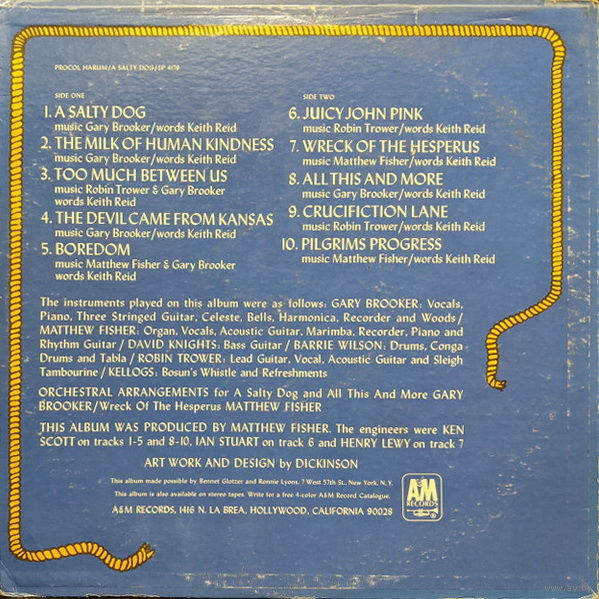 PROCOL HARUM/A SALTY DOG/SP 4179
SIDE ONE
1. A SALTY DOG
music Gary Brooker/words Keith Reid
2. THE MILK OF HUMAN KINDNESS
music Gary Brooker/words Keith Reid
3. TOO MUCH BETWEEN US
music Robin Trower & Gary Brooker
words Keith Reid
4. THE DEVIL CAME FROM KANSAS
music Gary Brooker/words Keith Reid
5. BOREDOM
music Matthew Fisher & Gary Brooker
words Keith Reid
SIDE TWO
6. JUICY JOHN PINK
music Robin Trower/words Keith Reid
7. WRECK OF THE HESPERUS
music Matthew Fisher/words Keith Reid
8. ALL THIS AND MORE
music Gary Brooker/words Keith Reid
9. CRUCIFICTION LANE
music Robin Trower/words Keith Reid
10. PILGRIMS PROGRESS
music Matthew Fisher/words Keith Reid
The instruments played on this album were as follows: GARY BROOKER: Vocals,
Piano, Three Stringed Guitar, Celeste, Bells, Harmonica, Recorder and Woods/
MATTHEW FISHER: Organ, Vocals, Acoustic Guitar, Marimba, Recorder, Piano and
Rhythm Guitar / DAVID KNIGHTS: Bass Guitar / BARRIE WILSON: Drums, Conga
Drums and Tabla / ROBIN TROWER: Lead Guitar, Vocal, Acoustic Guitar and Sleigh
Tambourine / KELLOGS: Bosun's Whistle and Refreshments
ORCHESTRAL ARRANGEMENTS for A Salty Dog and All This And More GARY
BROOKER/Wreck Of The Hesperus MATTHEW FISHER
THIS ALBUM WAS PRODUCED BY MATTHEW FISHER. The engineers were KEN
SCOTT on tracks 1-5 and 8-10, IAN STUART on track 6 and HENRY LEWY on track 7
ART WORK AND DESIGN by DICKINSON
This album made possible by Bennet Glotzer and Ronnie Lyons, 7 West 57th St., New York, N.Y.
This album is also available on stereo tapes. Write for a free 4-color A&M Record Catalogue.
A&M RECORDS, 1416 N. LA BREA, HOLLYWOOD, CALIFORNIA 90028
A&M
RECORDS